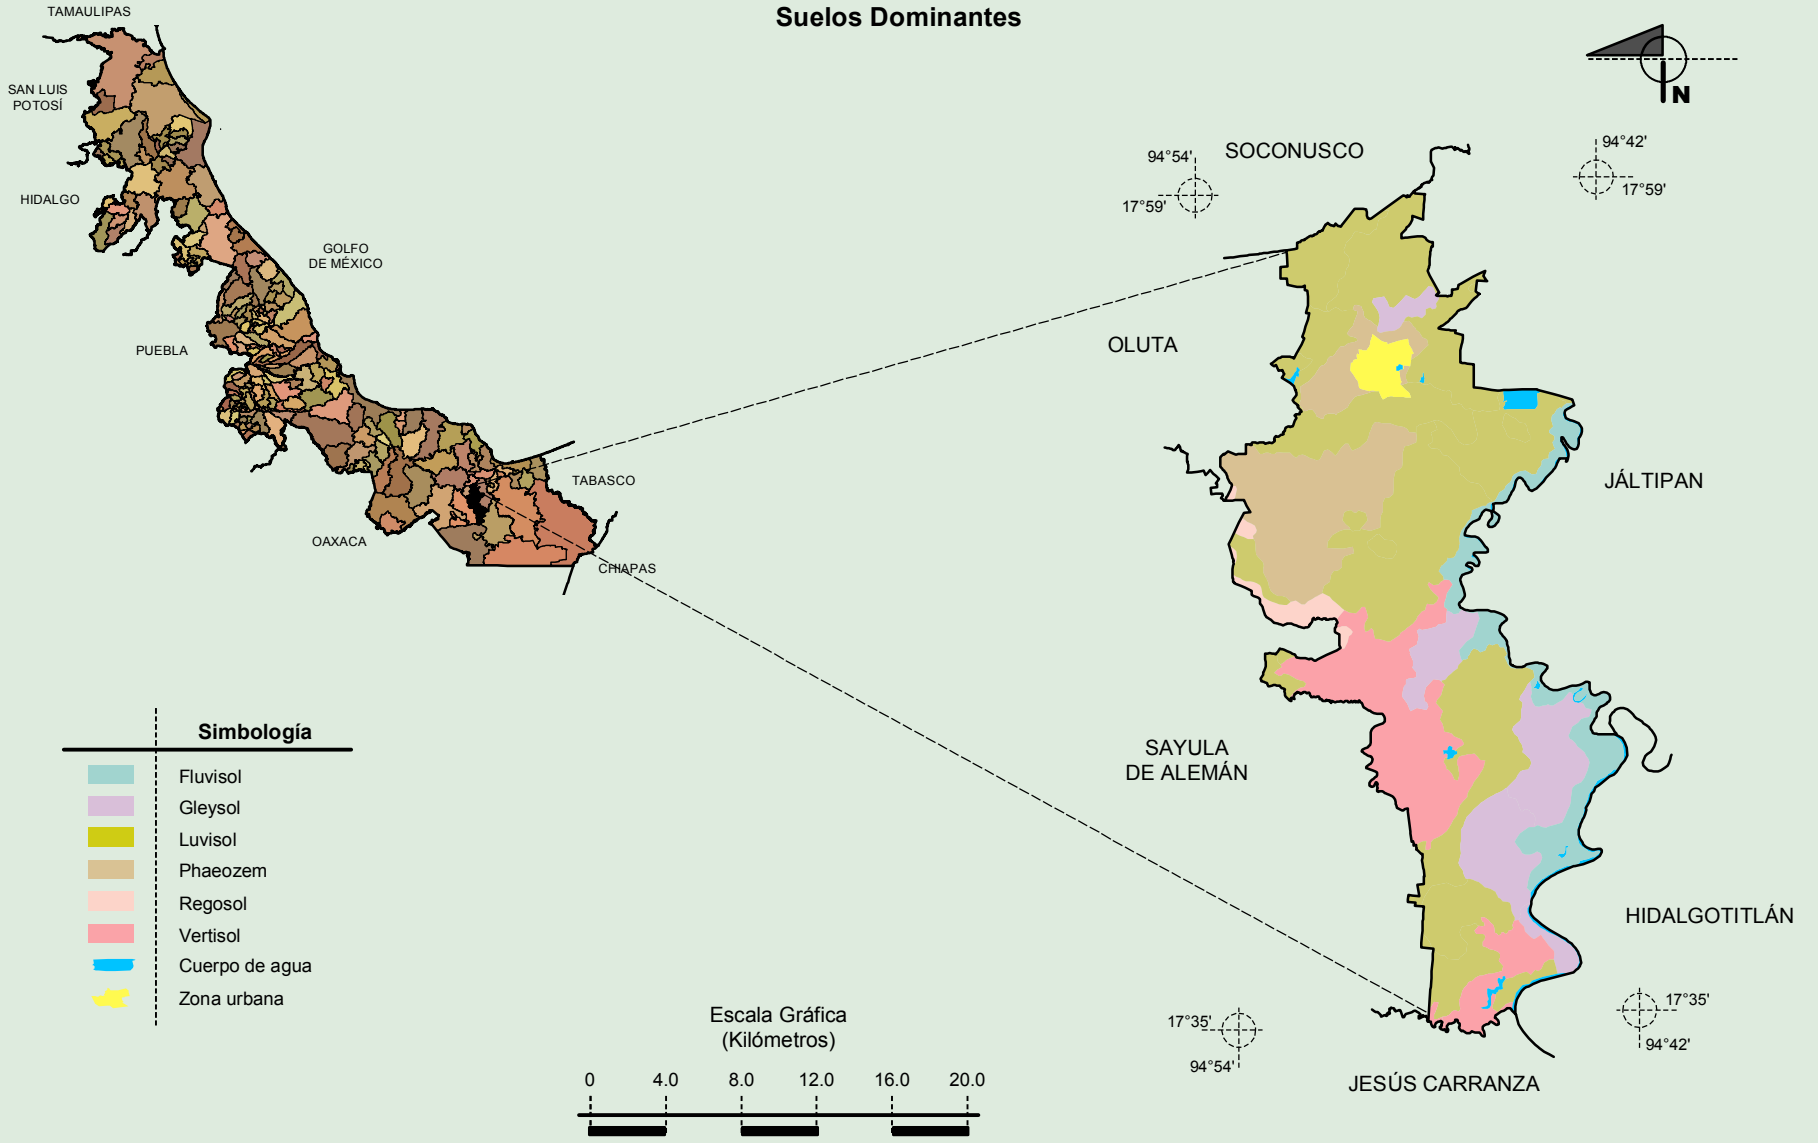 Suelos Dominantes
TAMAULIPAS
SAN LUIS
POTOSÍ
HIDALGO
GOLFO
DE MÉXICO
PUEBLA
OAXACA
TABASCO
CHIAPAS
N
94°54'
17°59'
SOCONUSCO
94°42'
17°59'
OLUTA
JÁLTIPAN
SAYULA
DE ALEMÁN
HIDALGOTITLÁN
17°35'
94°54'
17°35'
94°42'
JESÚS CARRANZA
Simbología
Fluvisol
Gleysol
Luvisol
Phaeozem
Regosol
Vertisol
Cuerpo de agua
Zona urbana
Escala Gráfica
(Kilómetros)
0 4.0 8.0 12.0 16.0 20.0